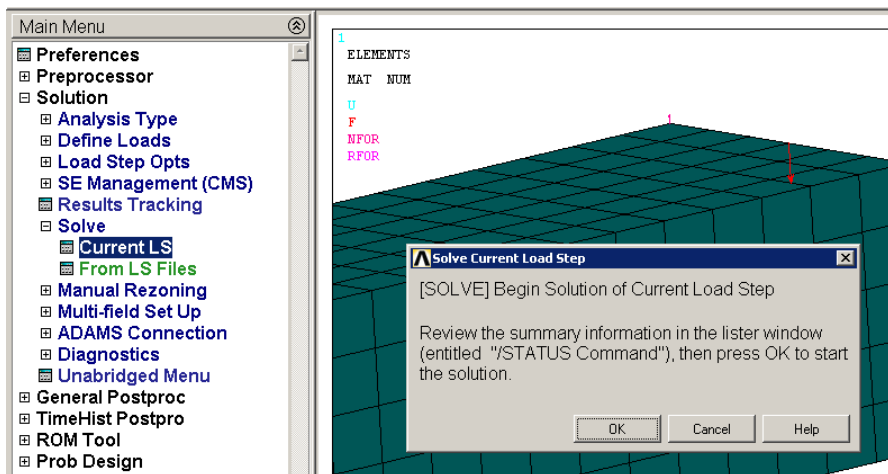 Main Menu
Preferences
Preprocessor
Solution
Analysis Type
Define Loads
Load Step Opts
SE Management (CMS)
Results Tracking
Solve
Current LS
From LS Files
Manual Rezoning
Multi-field Set Up
ADAMS Connection
Diagnostics
Unabridged Menu
General Postproc
TimeHist Postpro
ROM Tool
Prob Design
1
ELEMENTS
MAT NUM
U
F
NFOR
RFOR
1
Solve Current Load Step
[SOLVE] Begin Solution of Current Load Step
Review the summary information in the lister window
(entitled "/STATUS Command"), then press OK to start
the solution.
OK
Cancel
Help